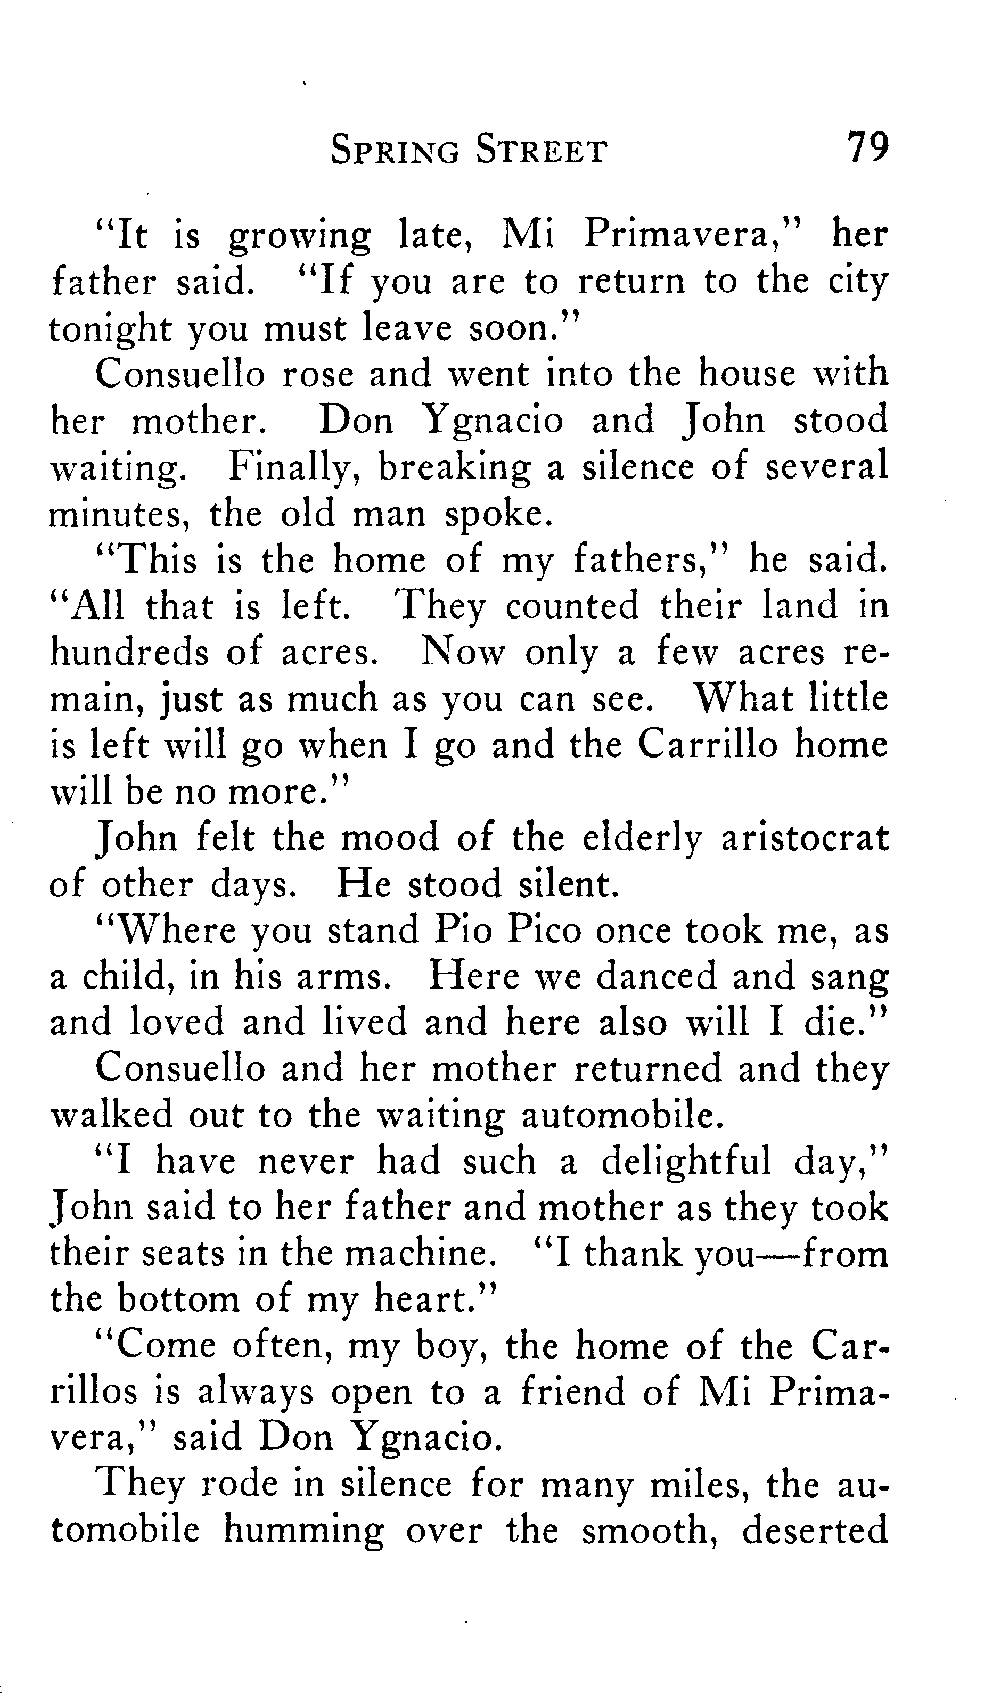 SPRING STREET 79
"It is growing late, Mi Primavera," her
father said. "If you are to return to the city
tonight you must leave soon."
Consuello rose and went into the house with
her mother. Don Ygnacio and John stood
waiting. Finally, breaking a silence of several
minutes, the old man spoke.
"This is the home of my fathers," he said.
"All that is left. They counted their land in
hundreds of acres. Now only a few acres re-
main, just as much as you can see. What little
is left will go when I go and the Carrillo home
will be no more."
John felt the mood of the elderly aristocrat
of other days. He stood silent.
"Where you stand Pio Pico once took me, as
a child, in his arms. Here we danced and sang
and loved and lived and here also will I die."
Consuello and her mother returned and they
walked out to the waiting automobile.
"I have never had such a delightful day,"
John said to her father and mother as they took
their seats in the machine. "I thank you—from
the bottom of my heart."
"Come often, my boy, the home of the Car-
rillos is always open to a friend of Mi Prima-
vera," said Don Ygnacio.
They rode in silence for many miles, the au-
tomobile humming over the smooth, deserted